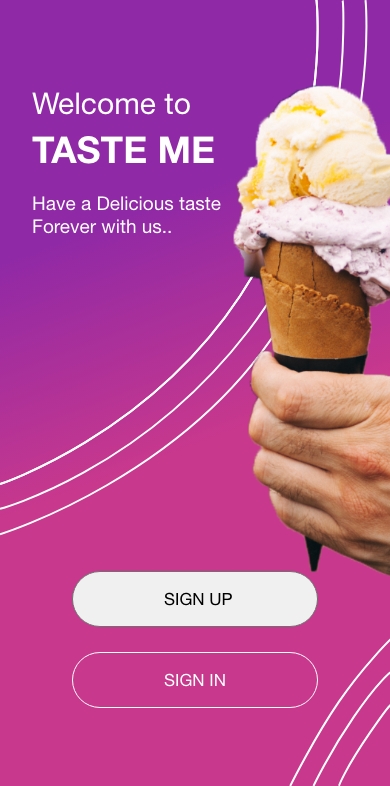 Welcome to
TASTE ME
Have a Delicious taste
Forever with us..
SIGN UP
SIGN IN